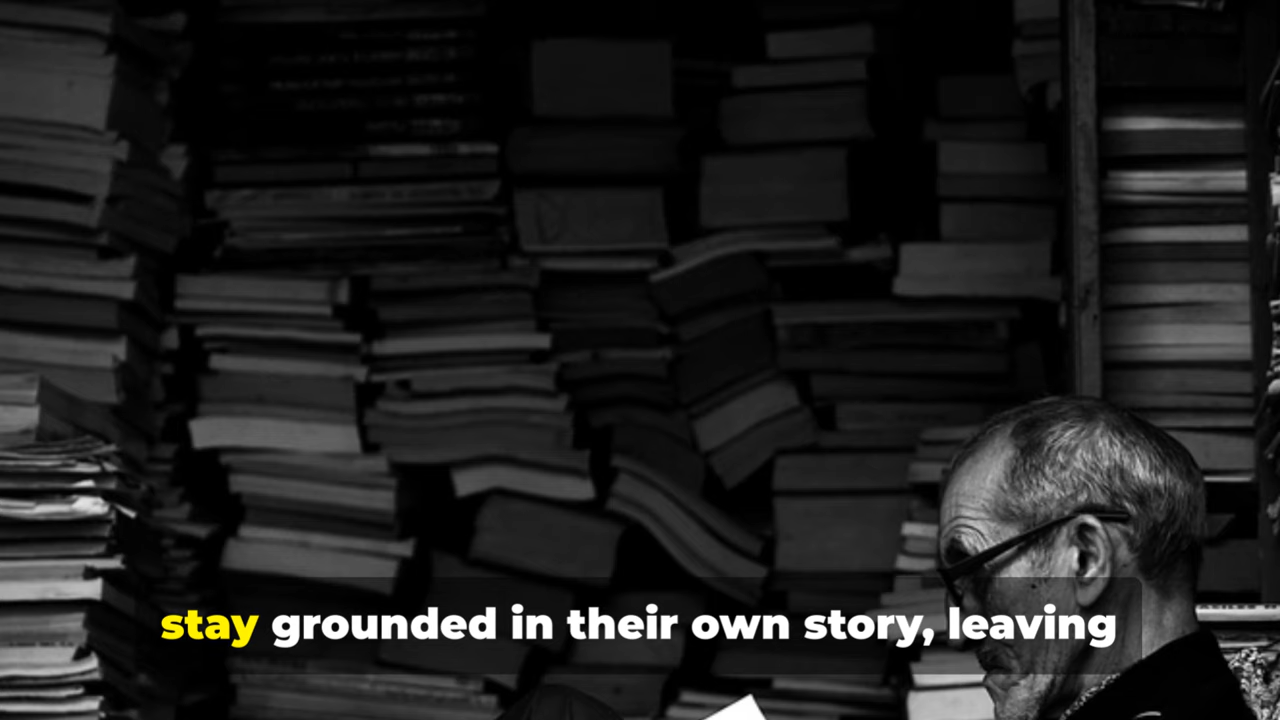 stay grounded in their own story, leaving